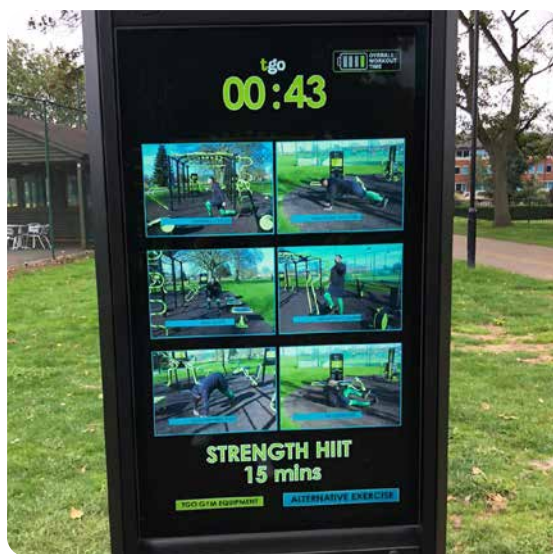 tgo
OVERALL
WORKOUT
TIME
00:43
STRENGTH HIIT
15 mins
TGO GYM EQUIPMENT
ALTERNATIVE EXERCISE